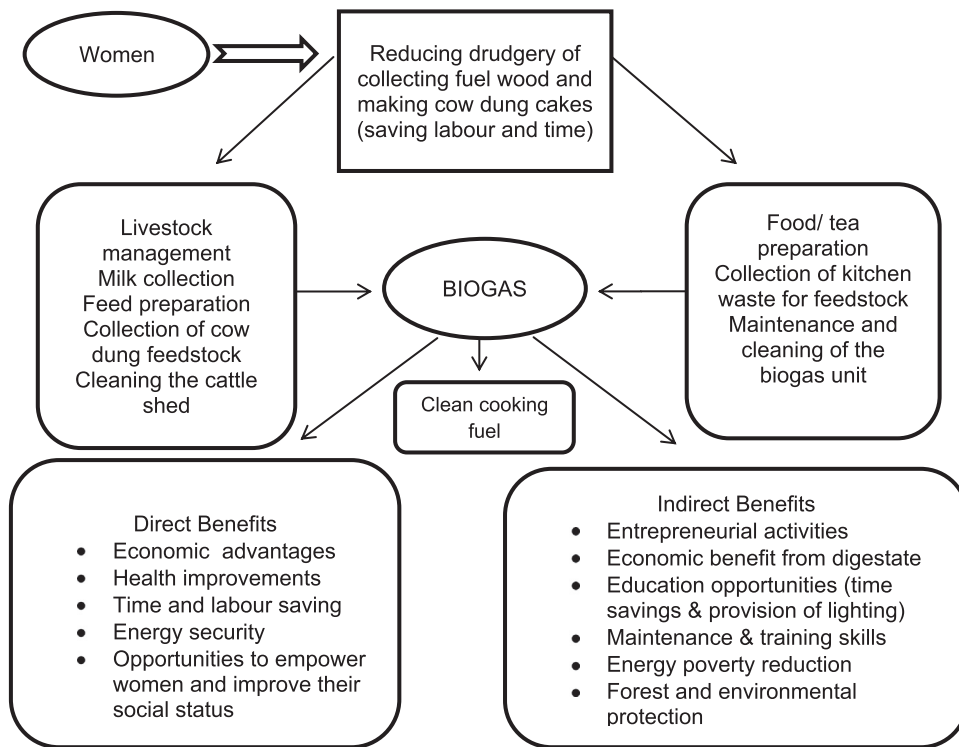 Women
Reducing drudgery of
collecting fuel wood and
making cow dung cakes
(saving labour and time)
Livestock
management
Milk collection
Feed preparation
Collection of cow
dung feedstock
Cleaning the cattle
shed
BIOGAS
Food/ tea
preparation
Collection of kitchen
waste for feedstock
Maintenance and
cleaning of the
biogas unit
Clean cooking
fuel
Direct Benefits
• Economic advantages
• Health improvements
• Time and labour saving
• Energy security
• Opportunities to empower
women and improve their
social status
Indirect Benefits
• Entrepreneurial activities
• Economic benefit from digestate
• Education opportunities (time
savings & provision of lighting)
• Maintenance & training skills
• Energy poverty reduction
• Forest and environmental
protection